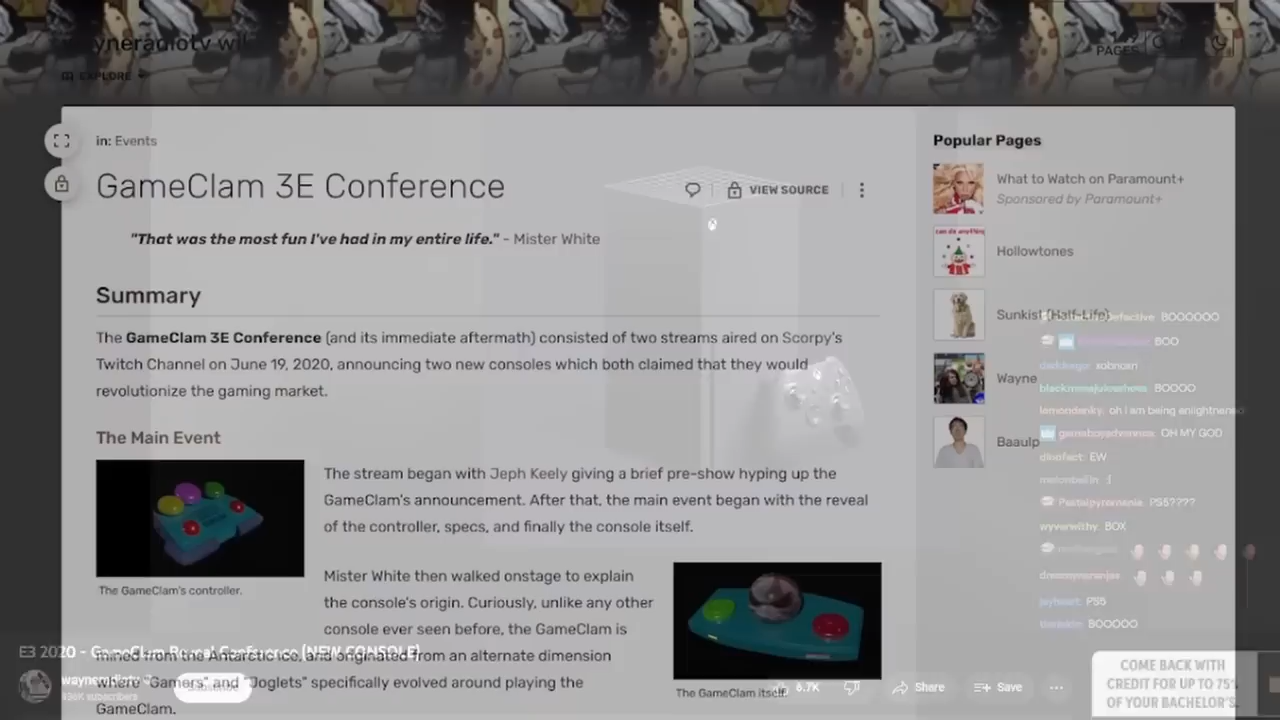 wayneradiotv wi
PAGES
EXPLORE
in: Events
GameClam 3E Conference
VIEW SOURCE
"That was the most fun I've had in my entire life." - Mister White
Summary
The GameClam 3E Conference (and its immediate aftermath) consisted of two streams aired on Scorpy's
Twitch Channel on June 19, 2020, announcing two new consoles which both claimed that they would
revolutionize the gaming market.
The Main Event
The stream began with Jeph Keely giving a brief pre-show hyping up the
GameClam's announcement. After that, the main event began with the reveal
of the controller, specs, and finally the console itself.
The GameClam's controller.
Mister White then walked onstage to explain
the console's origin. Curiously, unlike any other
console ever seen before, the GameClam is
mined from the Antarctic ice, and originated from an alternate dimension
where "Gamers" and "Joglets" specifically evolved around playing the
GameClam.
The GameClam itself.
Popular Pages
What to Watch on Paramount+
Sponsored by Paramount+
Hollowtones
Sunkist (Half-Life)
Wayne
Baaulp
BOOOOOO
BOO
BOOOO
oh i am being enlightened
OH MY GOD
EW
:)
PS5????
wyverwithy: BOX
PS5
BOOOOO
E3 2020 - GameClam Reveal Conference (NEW CONSOLE)
wayneradiotv
subscribers
6.7K
Share
Save
COME BACK WITH
CREDIT FOR UP TO 75%
OF YOUR BACHELOR'S.